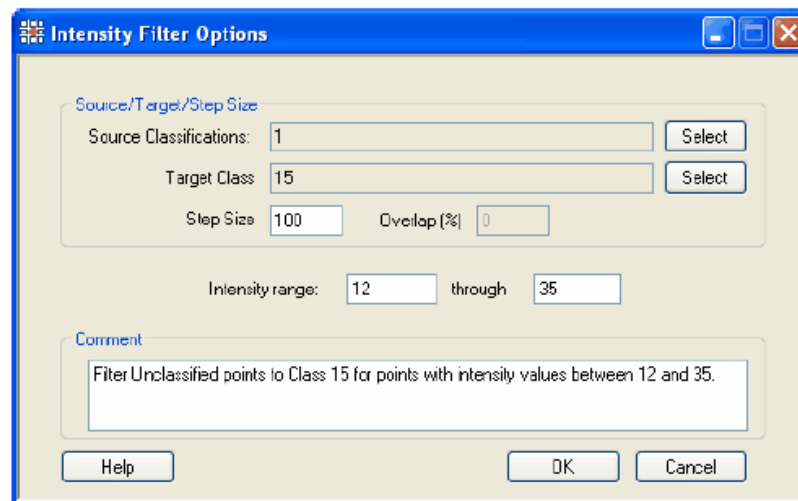 Intensity Filter Options
Source/Target/Step Size
Source Classifications: 1 Select
Target Class 15 Select
Step Size 100 Overlap (%) 0
Intensity range: 12 through 35
Comment
Filter Unclassified points to Class 15 for points with intensity values between 12 and 35.
Help OK Cancel